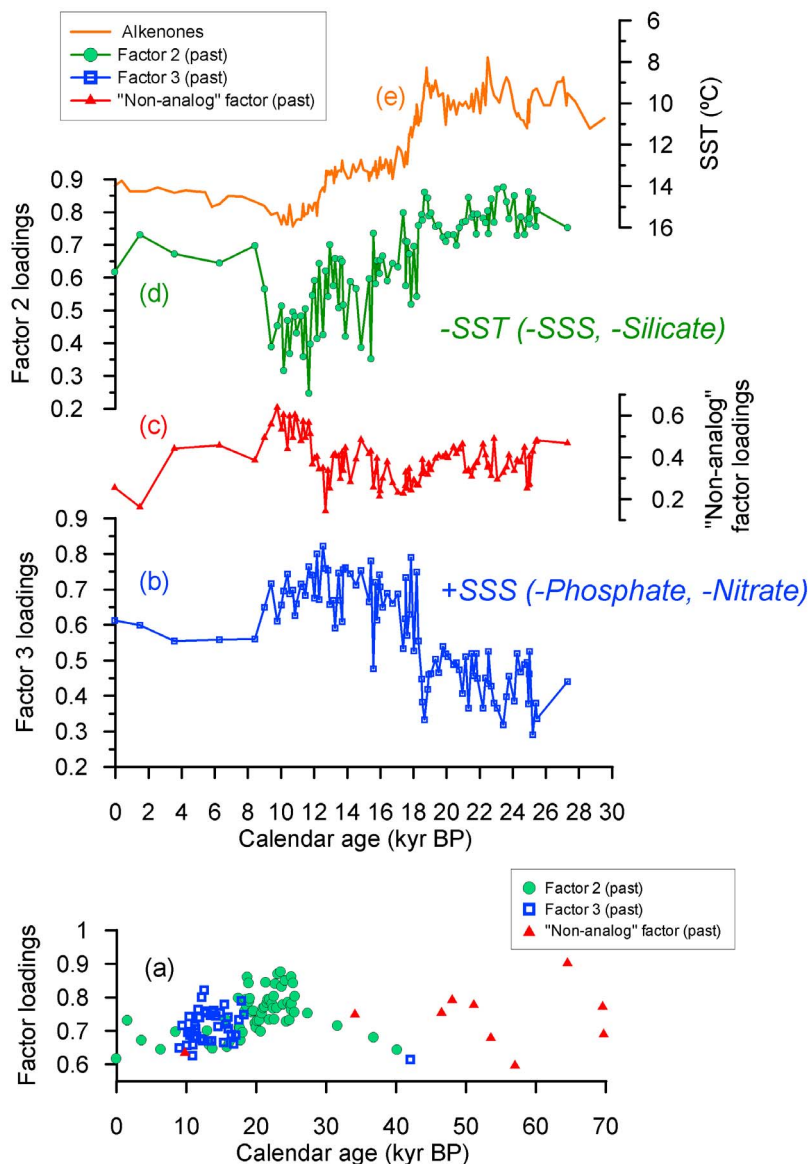 Alkenones
Factor 2 (past)
Factor 3 (past)
"Non-analog" factor (past)
6
8
10
12
14
16
SST (ºC)
(e)
0.9
0.8
0.7
0.6
0.5
0.4
0.3
0.2
Factor 2 loadings
(d)
-SST (-SSS, -Silicate)
(c)
0.6
0.4
0.2
"Non-analog"
factor loadings
0.9
0.8
0.7
0.6
0.5
0.4
0.3
0.2
Factor 3 loadings
(b)
+SSS (-Phosphate, -Nitrate)
0 2 4 6 8 10 12 14 16 18 20 22 24 26 28 30
Calendar age (kyr BP)
Factor 2 (past)
Factor 3 (past)
"Non-analog" factor (past)
1
0.9
0.8
0.7
0.6
Factor loadings
(a)
0 10 20 30 40 50 60 70
Calendar age (kyr BP)